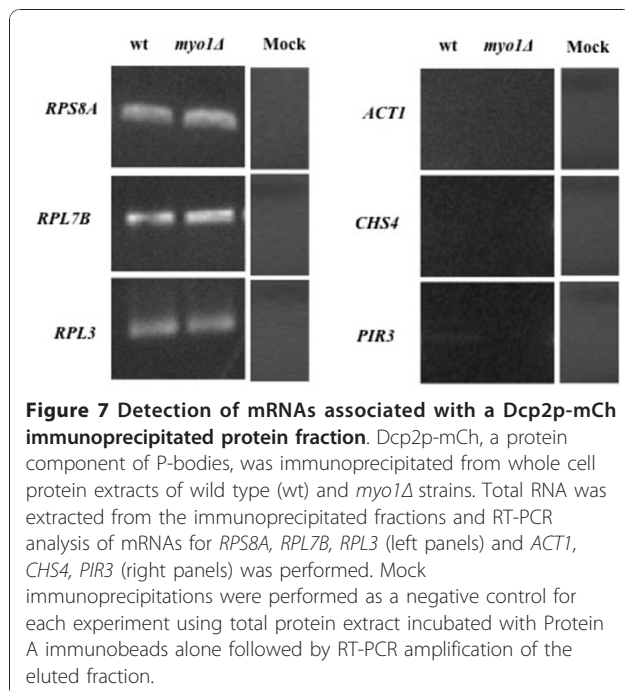 wt myo1Δ Mock
RPS8A
RPL7B
RPL3
wt myo1Δ Mock
ACT1
CHS4
PIR3
Figure 7 Detection of mRNAs associated with a Dcp2p-mCh
immunoprecipitated protein fraction. Dcp2p-mCh, a protein
component of P-bodies, was immunoprecipitated from whole cell
protein extracts of wild type (wt) and myo1Δ strains. Total RNA was
extracted from the immunoprecipitated fractions and RT-PCR
analysis of mRNAs for RPS8A, RPL7B, RPL3 (left panels) and ACT1,
CHS4, PIR3 (right panels) was performed. Mock
immunoprecipitations were performed as a negative control for
each experiment using total protein extract incubated with Protein
A immunobeads alone followed by RT-PCR amplification of the
eluted fraction.